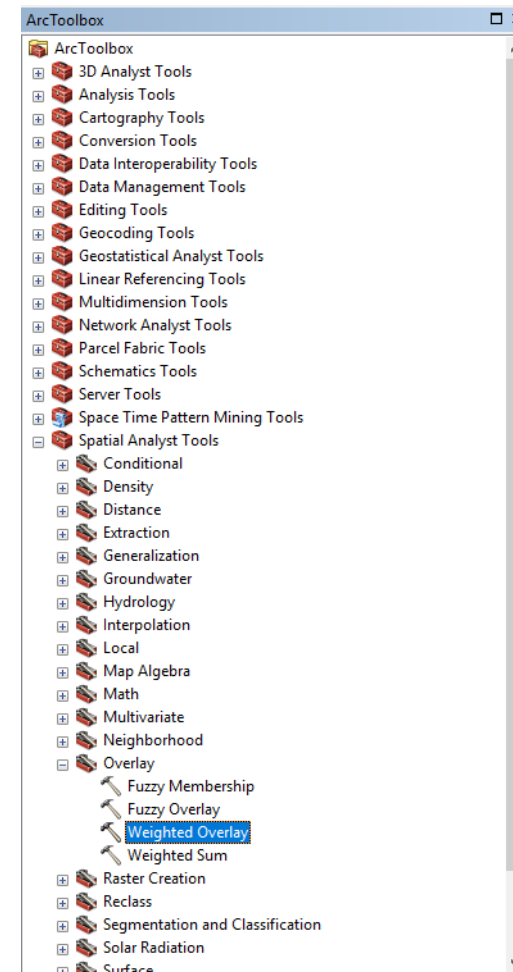 ArcToolbox
ArcToolbox
3D Analyst Tools
Analysis Tools
Cartography Tools
Conversion Tools
Data Interoperability Tools
Data Management Tools
Editing Tools
Geocoding Tools
Geostatistical Analyst Tools
Linear Referencing Tools
Multidimension Tools
Network Analyst Tools
Parcel Fabric Tools
Schematics Tools
Server Tools
Space Time Pattern Mining Tools
Spatial Analyst Tools
Conditional
Density
Distance
Extraction
Generalization
Groundwater
Hydrology
Interpolation
Local
Map Algebra
Math
Multivariate
Neighborhood
Overlay
Fuzzy Membership
Fuzzy Overlay
Weighted Overlay
Weighted Sum
Raster Creation
Reclass
Segmentation and Classification
Solar Radiation
Surface